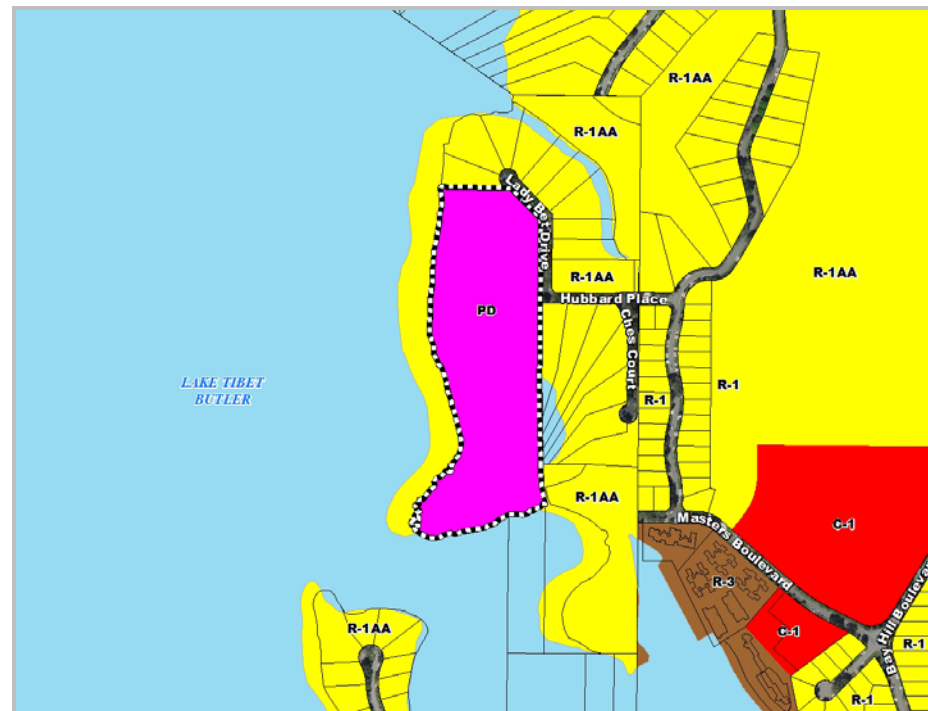 R-1AA
R-1AA
Lady Bet Drive
R-1AA
R-1AA
Hubbard Place
PD
Ches Court
LAKE TIBET
BUTLER
R-1
R-1
R-1AA
Masters Boulevard
C-1
R-3
C-1
Bay Hill Boulevar
R-1AA
R-1
R-1